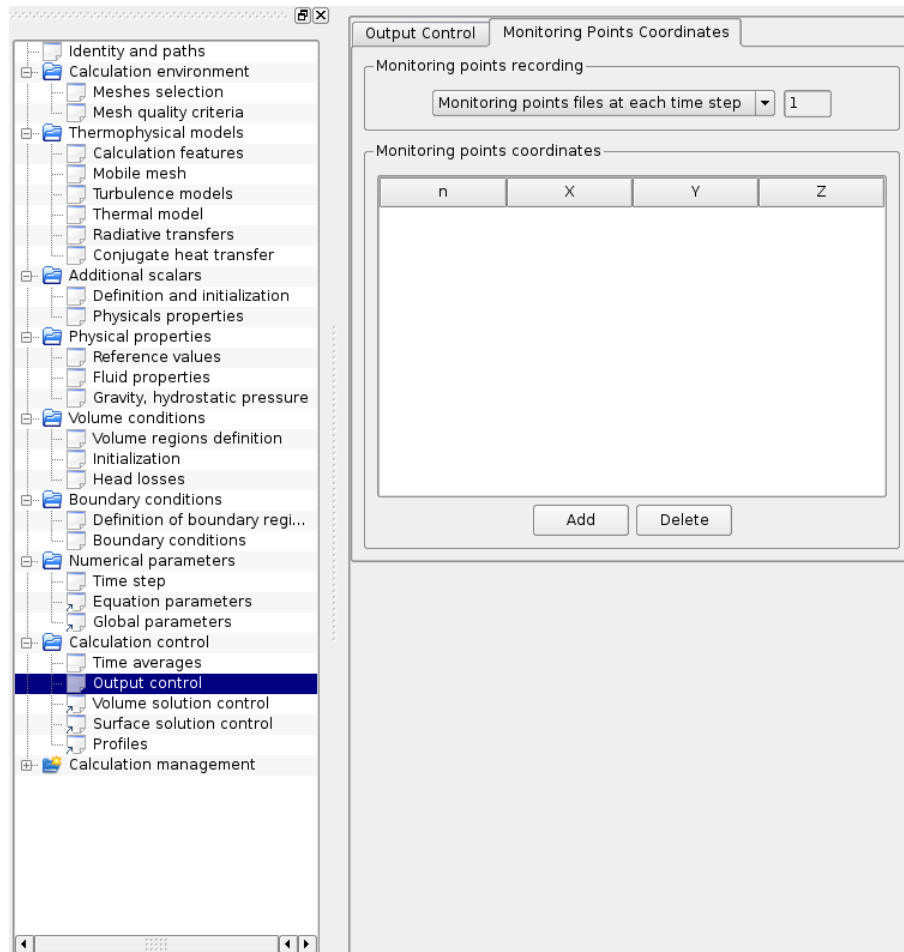 Identity and paths
Calculation environment
Meshes selection
Mesh quality criteria
Thermophysical models
Calculation features
Mobile mesh
Turbulence models
Thermal model
Radiative transfers
Conjugate heat transfer
Additional scalars
Definition and initialization
Physicals properties
Physical properties
Reference values
Fluid properties
Gravity, hydrostatic pressure
Volume conditions
Volume regions definition
Initialization
Head losses
Boundary conditions
Definition of boundary regi...
Boundary conditions
Numerical parameters
Time step
Equation parameters
Global parameters
Calculation control
Time averages
Output control
Volume solution control
Surface solution control
Profiles
Calculation management
Output Control Monitoring Points Coordinates
Monitoring points recording
Monitoring points files at each time step 1
Monitoring points coordinates
n X Y Z
Add Delete